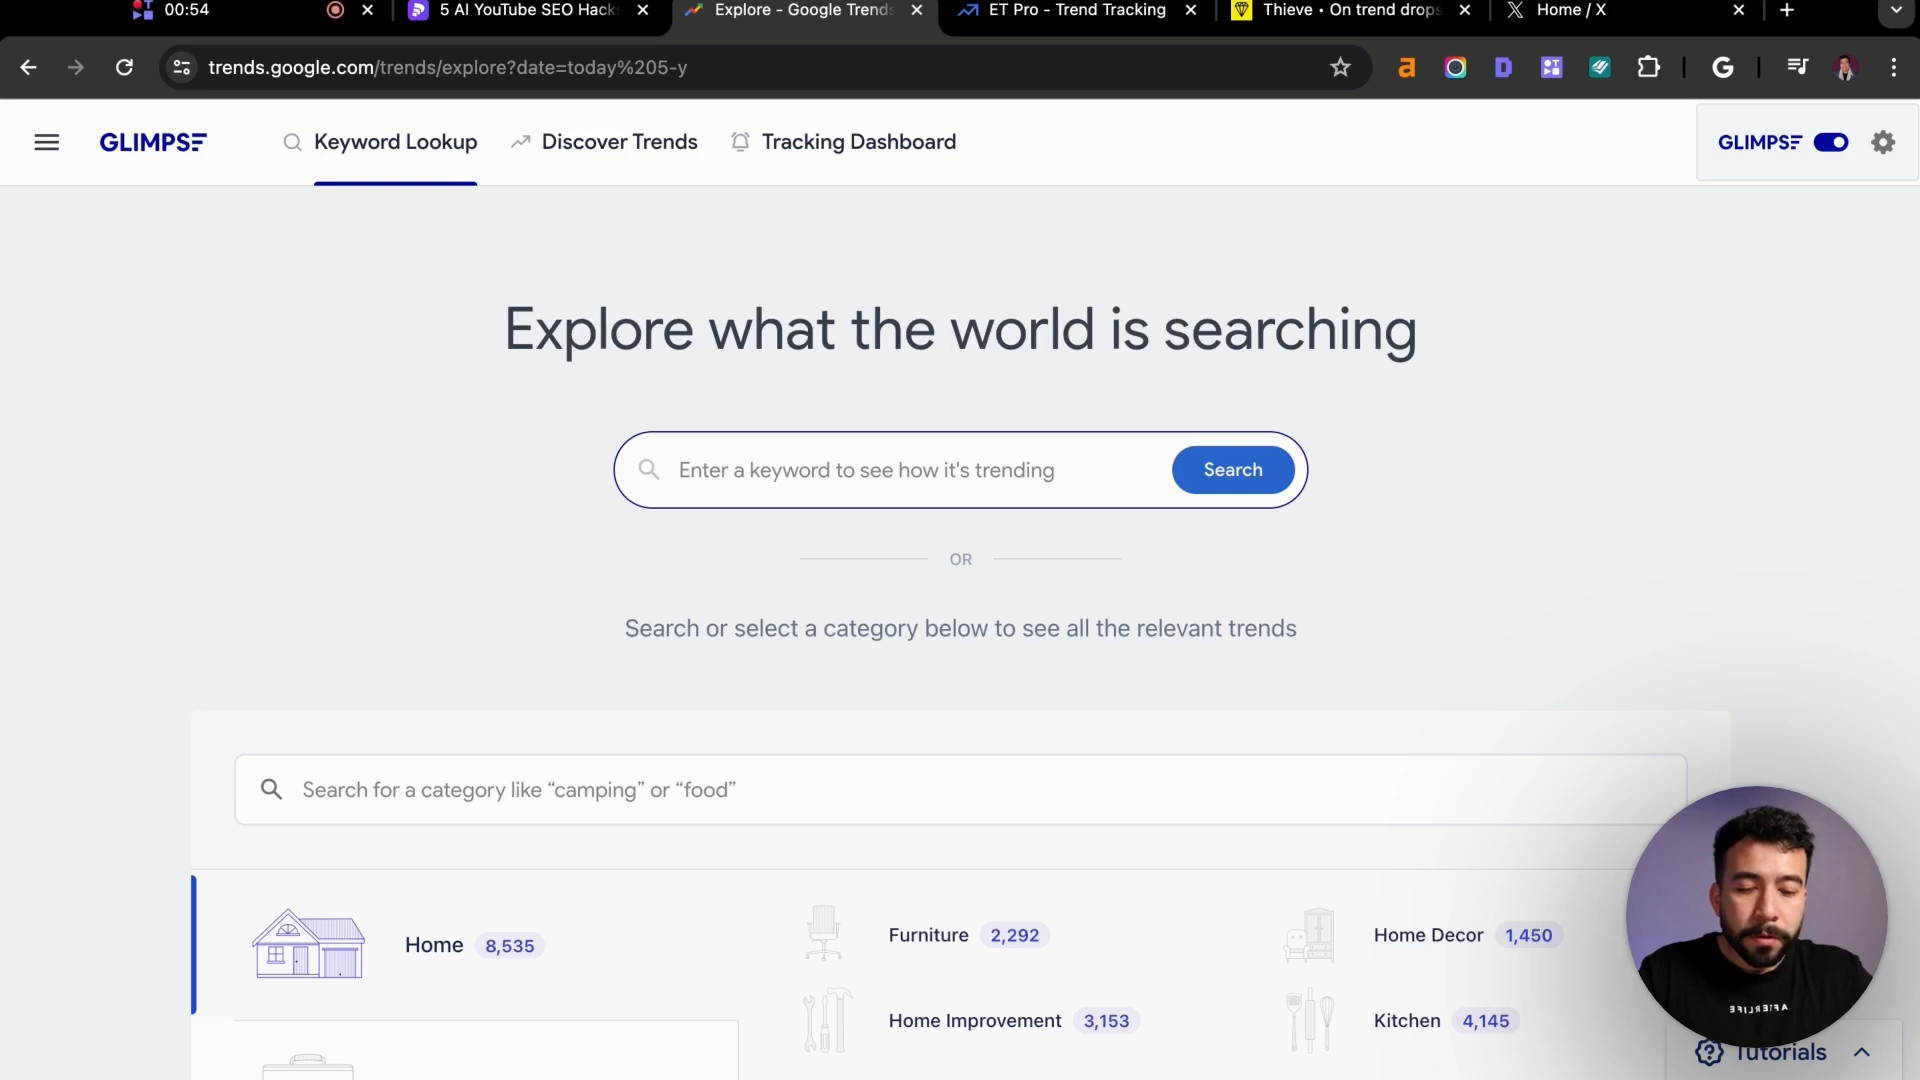 00:54
5 AI YouTube SEO Hack
Explore - Google Trends
ET Pro - Trend Tracking
Thieve • On trend drops
Home / X
trends.google.com/trends/explore?date=today%205-y
GLIMPSE
Keyword Lookup
Discover Trends
Tracking Dashboard
GLIMPSE
Explore what the world is searching
Enter a keyword to see how it's trending
Search
OR
Search or select a category below to see all the relevant trends
Search for a category like “camping” or “food”
Home 8,535
Furniture 2,292
Home Decor 1,450
Home Improvement 3,153
Kitchen 4,145
AFTERLIFE
Tutorials